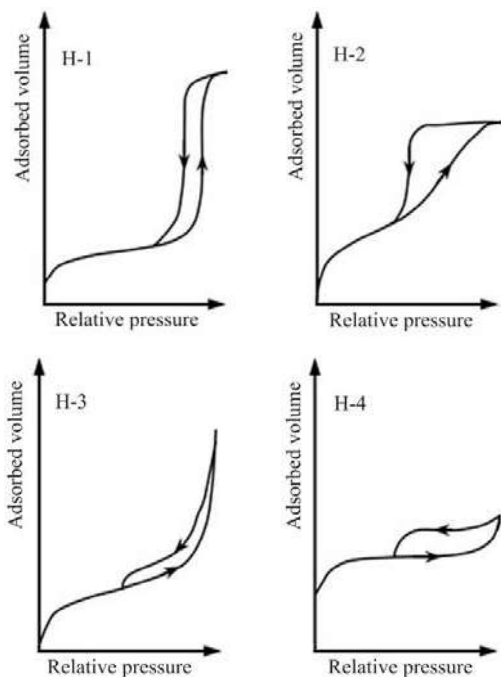 H-1
Adsorbed volume
Relative pressure
H-2
Adsorbed volume
Relative pressure
H-3
Adsorbed volume
Relative pressure
H-4
Adsorbed volume
Relative pressure